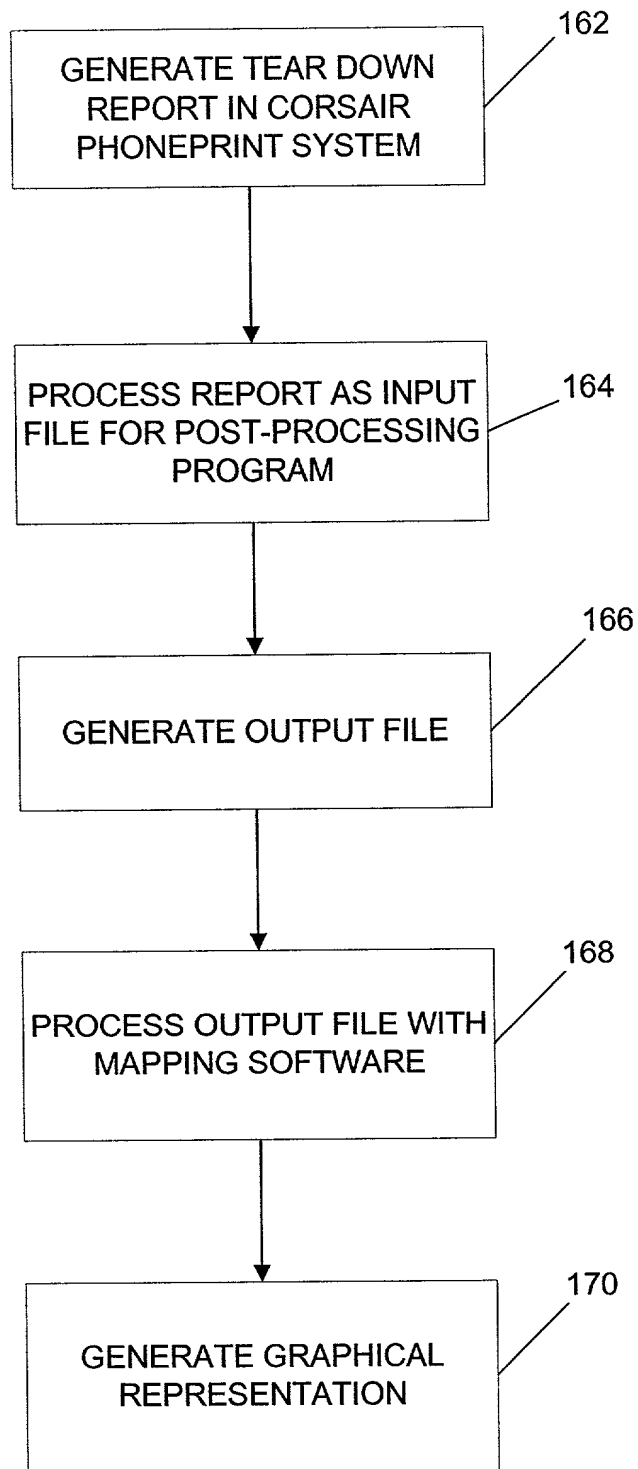 162
GENERATE TEAR DOWN
REPORT IN CORSAIR
PHONEPRINT SYSTEM
164
PROCESS REPORT AS INPUT
FILE FOR POST-PROCESSING
PROGRAM
166
GENERATE OUTPUT FILE
168
PROCESS OUTPUT FILE WITH
MAPPING SOFTWARE
170
GENERATE GRAPHICAL
REPRESENTATION